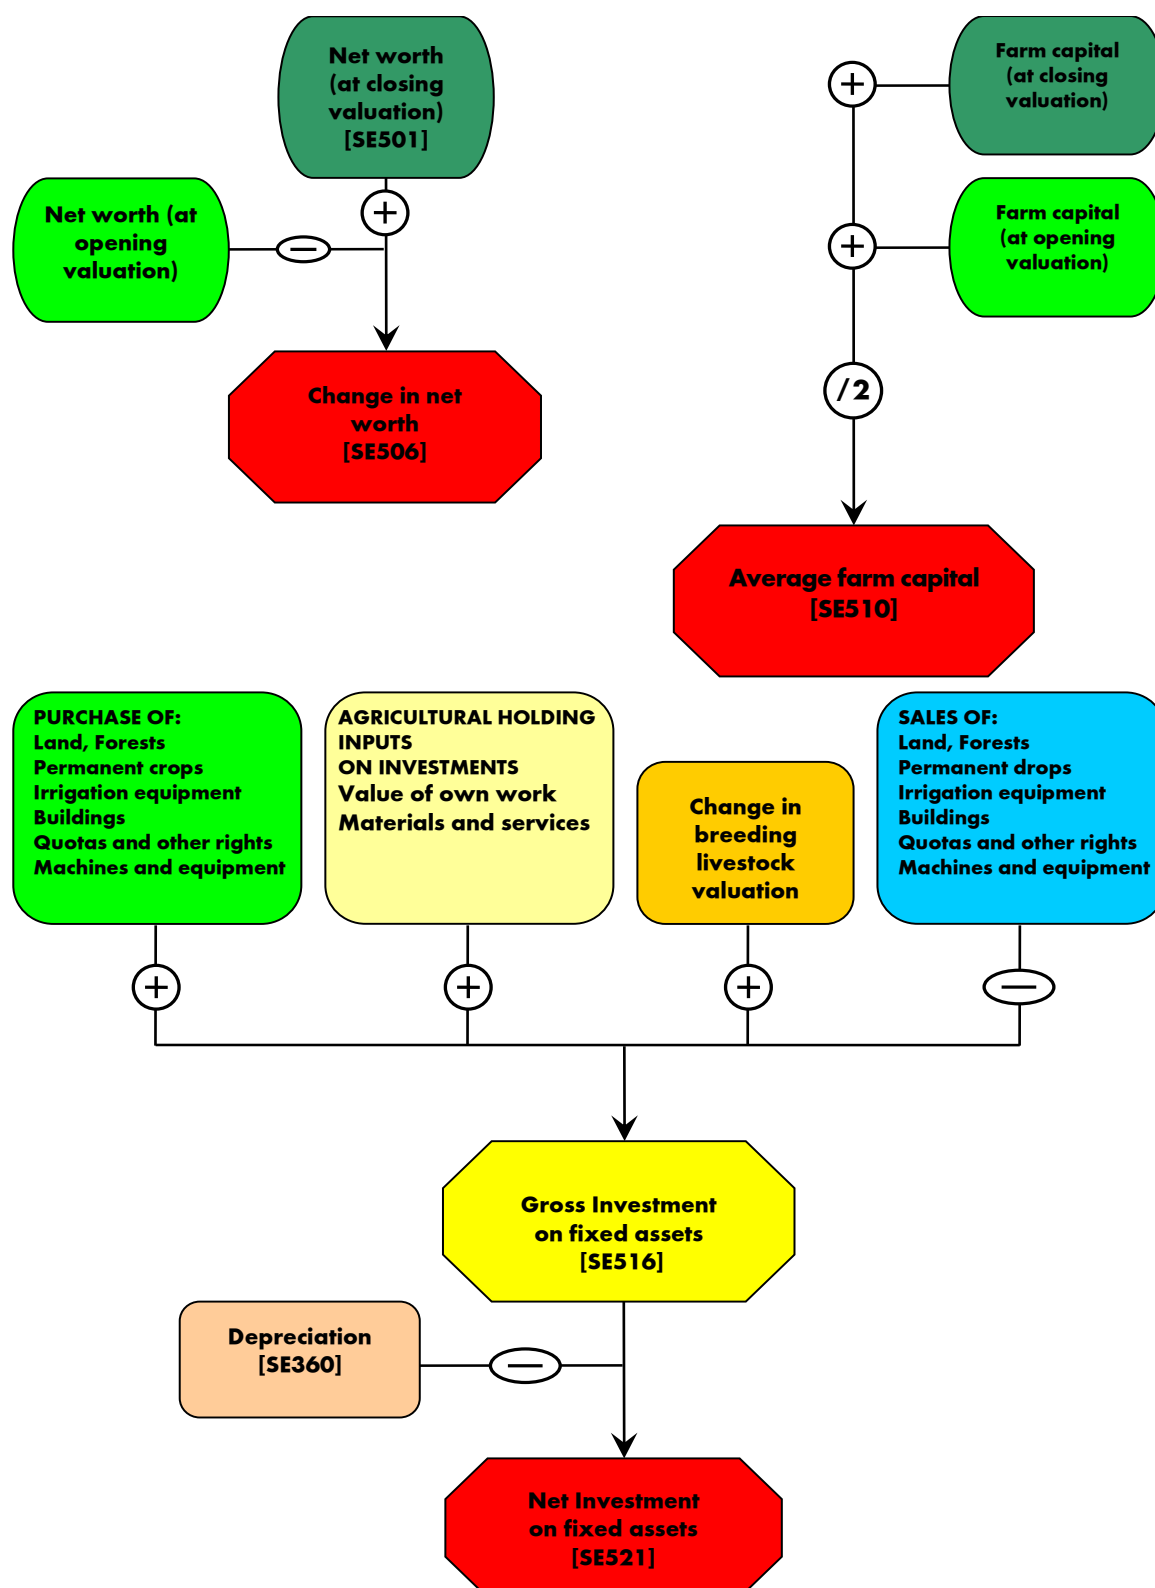 Net worth
(at closing
valuation)
[SE501]
+
Net worth (at
opening
valuation)
−
Change in net
worth
[SE506]
Farm capital
(at closing
valuation)
+
Farm capital
(at opening
valuation)
+
/2
Average farm capital
[SE510]
PURCHASE OF:
Land, Forests
Permanent crops
Irrigation equipment
Buildings
Quotas and other rights
Machines and equipment
AGRICULTURAL HOLDING
INPUTS
ON INVESTMENTS
Value of own work
Materials and services
Change in
breeding
livestock
valuation
SALES OF:
Land, Forests
Permanent drops
Irrigation equipment
Buildings
Quotas and other rights
Machines and equipment
+
+
+
−
Gross Investment
on fixed assets
[SE516]
Depreciation
[SE360]
−
Net Investment
on fixed assets
[SE521]